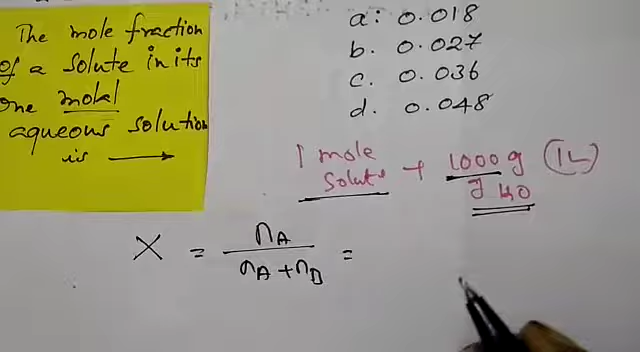 The mole fraction
of a solute in its
one molal
aqueous solution
is →
a: 0.018
b. 0.027
c. 0.036
d. 0.048
1 mole
solute + 1000 g (1L)
g H2O
X = nA / nA + nB =